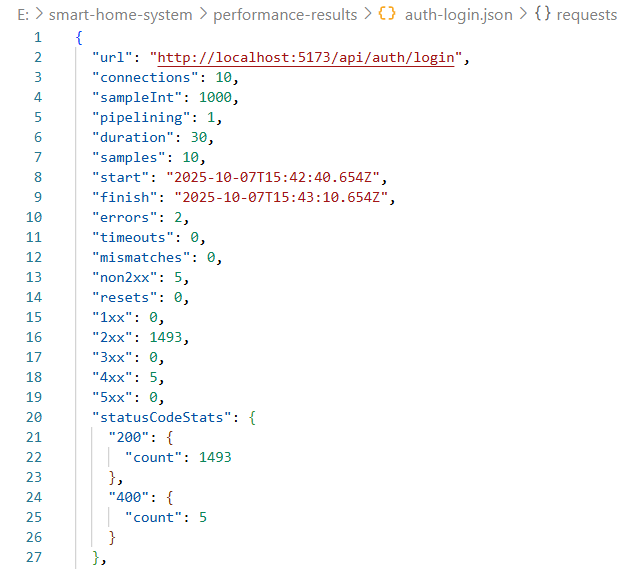 E: > smart-home-system > performance-results > {} auth-login.json > {} requests
1 {
2 "url": "http://localhost:5173/api/auth/login",
3 "connections": 10,
4 "sampleInt": 1000,
5 "pipelining": 1,
6 "duration": 30,
7 "samples": 10,
8 "start": "2025-10-07T15:42:40.654Z",
9 "finish": "2025-10-07T15:43:10.654Z",
10 "errors": 2,
11 "timeouts": 0,
12 "mismatches": 0,
13 "non2xx": 5,
14 "resets": 0,
15 "1xx": 0,
16 "2xx": 1493,
17 "3xx": 0,
18 "4xx": 5,
19 "5xx": 0,
20 "statusCodeStats": {
21 "200": {
22 "count": 1493
23 },
24 "400": {
25 "count": 5
26 }
27 },